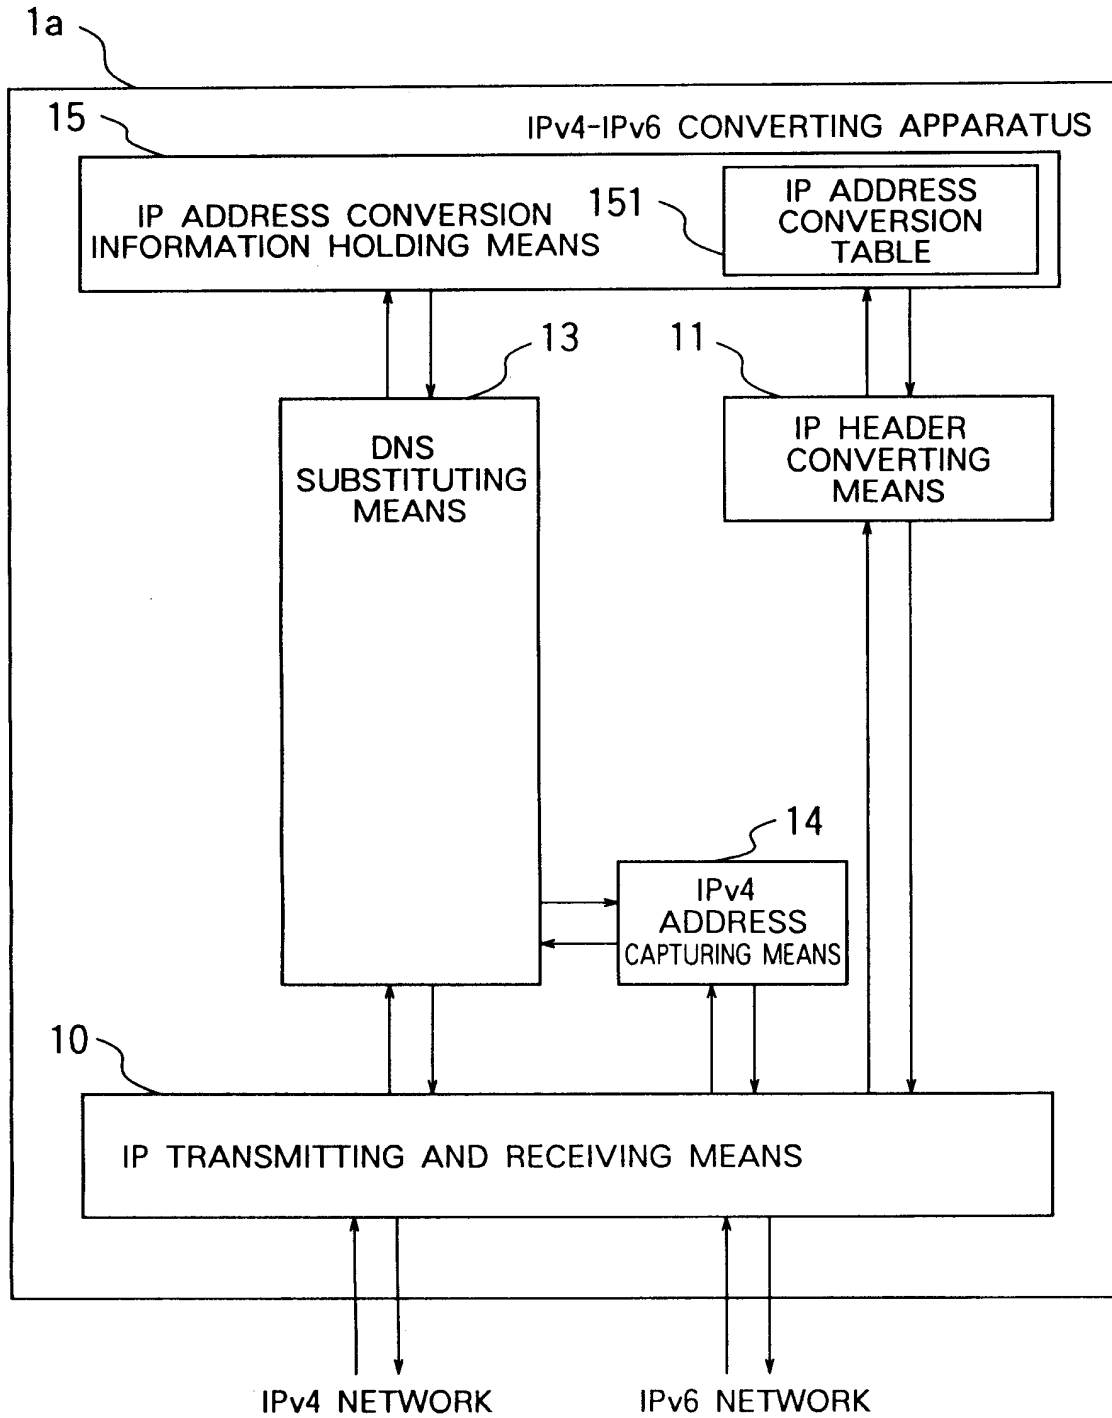 1a
15
IPv4-IPv6 CONVERTING APPARATUS
IP ADDRESS CONVERSION
INFORMATION HOLDING MEANS
151
IP ADDRESS
CONVERSION
TABLE
13
11
DNS
SUBSTITUTING
MEANS
IP HEADER
CONVERTING
MEANS
14
IPv4
ADDRESS
CAPTURING MEANS
10
IP TRANSMITTING AND RECEIVING MEANS
IPv4 NETWORK
IPv6 NETWORK